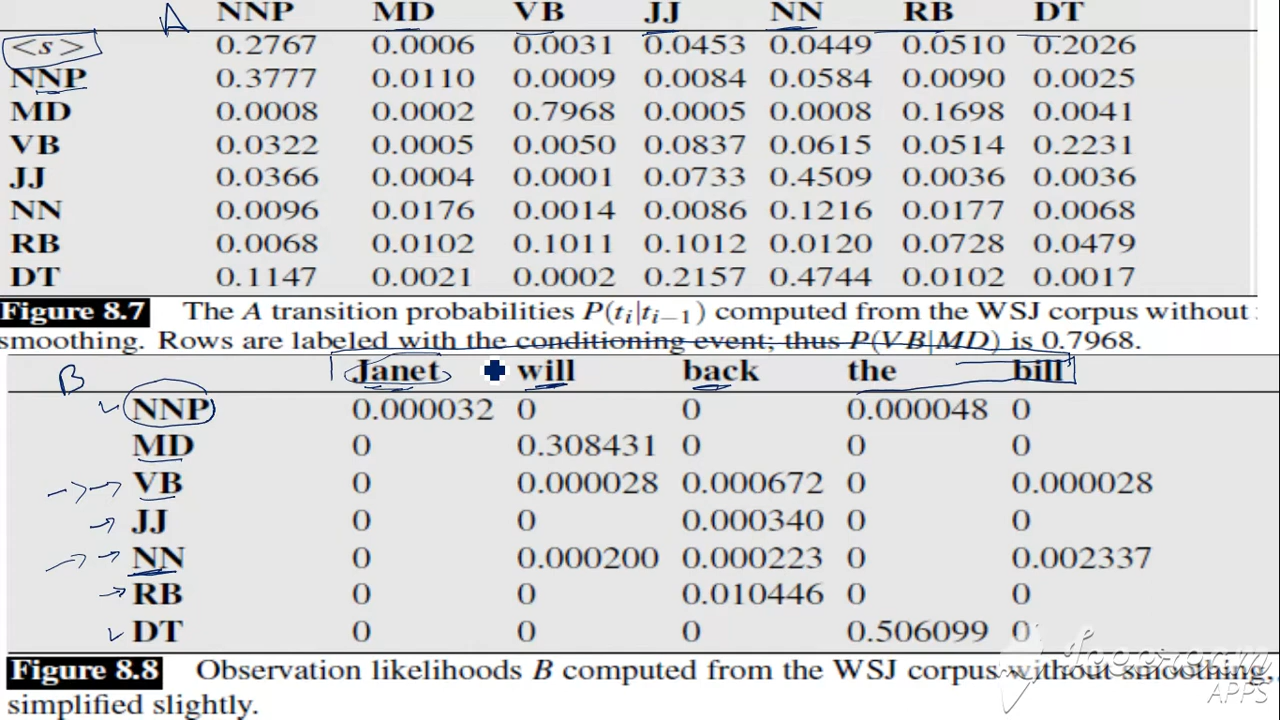 A NNP MD VB JJ NN RB DT
<s> 0.2767 0.0006 0.0031 0.0453 0.0449 0.0510 0.2026
NNP 0.3777 0.0110 0.0009 0.0084 0.0584 0.0090 0.0025
MD 0.0008 0.0002 0.7968 0.0005 0.0008 0.1698 0.0041
VB 0.0322 0.0005 0.0050 0.0837 0.0615 0.0514 0.2231
JJ 0.0366 0.0004 0.0001 0.0733 0.4509 0.0036 0.0036
NN 0.0096 0.0176 0.0014 0.0086 0.1216 0.0177 0.0068
RB 0.0068 0.0102 0.1011 0.1012 0.0120 0.0728 0.0479
DT 0.1147 0.0021 0.0002 0.2157 0.4744 0.0102 0.0017
Figure 8.7 The A transition probabilities P(tᵢ|tᵢ₋₁) computed from the WSJ corpus without
smoothing. Rows are labeled with the conditioning event; thus P(VB|MD) is 0.7968.
B Janet will back the bill
NNP 0.000032 0 0 0.000048 0
MD 0 0.308431 0 0 0
VB 0 0.000028 0.000672 0 0.000028
JJ 0 0 0.000340 0 0
NN 0 0.000200 0.000223 0 0.002337
RB 0 0 0.010446 0 0
DT 0 0 0 0.506099 0
Figure 8.8 Observation likelihoods B computed from the WSJ corpus without smoothing,
simplified slightly.
APPS